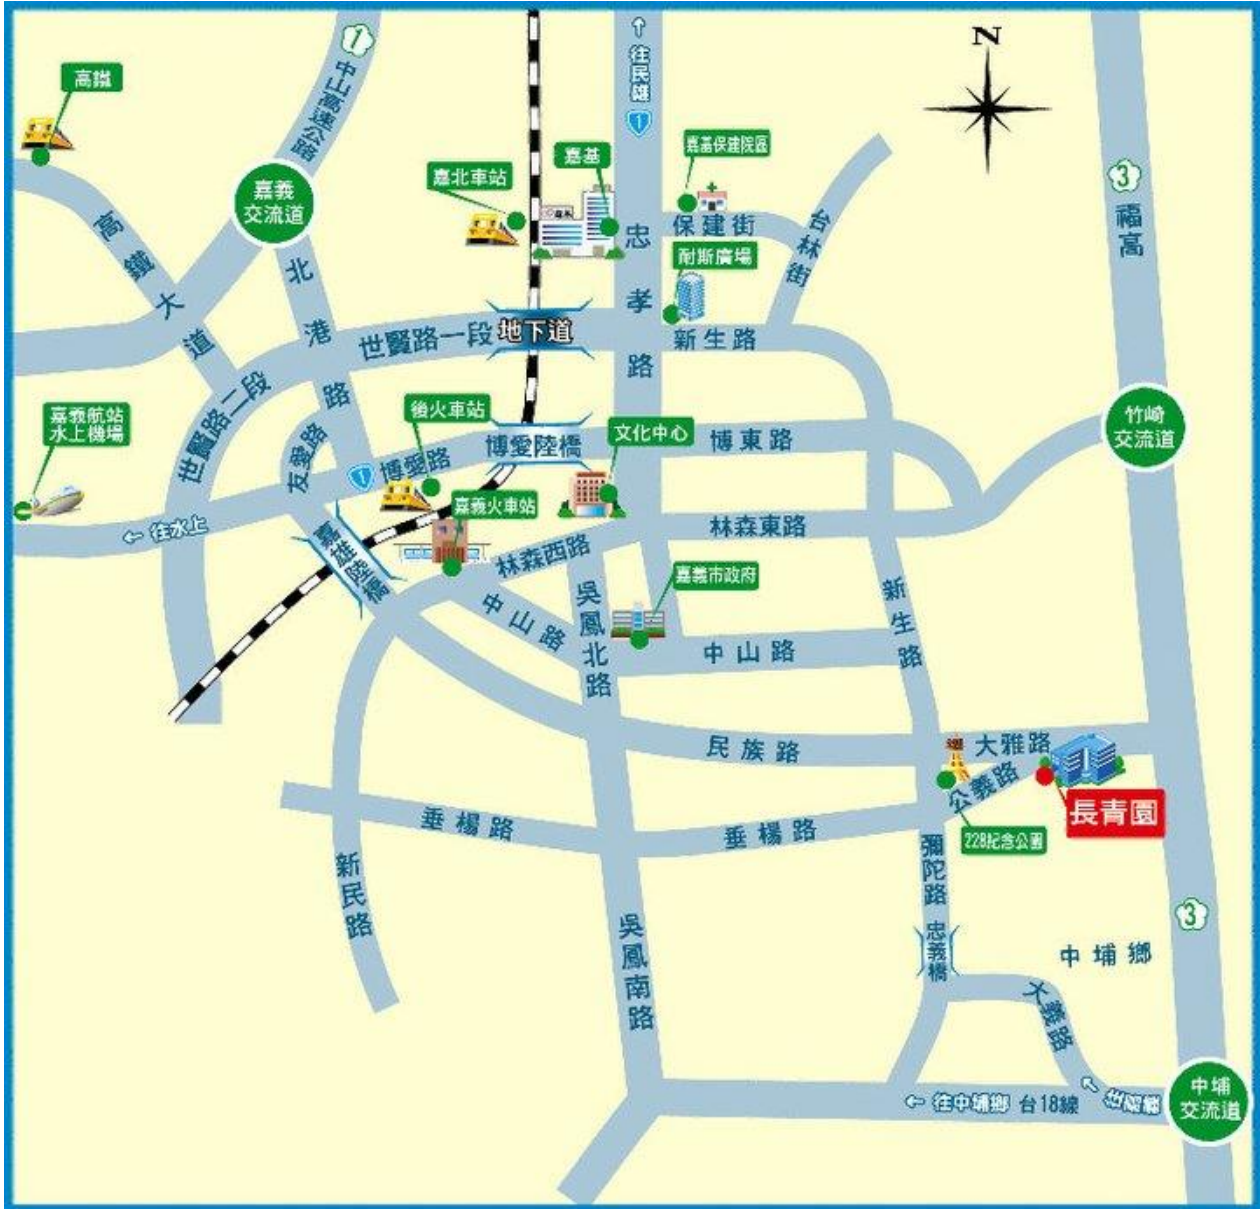 1
中山高速公路
高鐵
↑往民雄
1
N
嘉基保建院區
嘉基
嘉北車站
嘉義
交流道
3
福高
台林街
保建街
忠孝路
耐斯廣場
高鐵大道
北港路
世賢路一段
地下道
新生路
世賢路二段
嘉義航站
水上機場
後火車站
友愛路
1
博愛路
博愛陸橋
文化中心
博東路
竹崎
交流道
嘉義火車站
←往水上
嘉雄陸橋
林森西路
林森東路
嘉義市政府
中山路
吳鳳北路
中山路
新生路
民族路
大雅路
公義路
長青園
228紀念公園
垂楊路
垂楊路
彌陀路
新民路
吳鳳南路
忠義橋
3
中埔鄉
大義路
中埔
交流道
←往中埔鄉
台18線